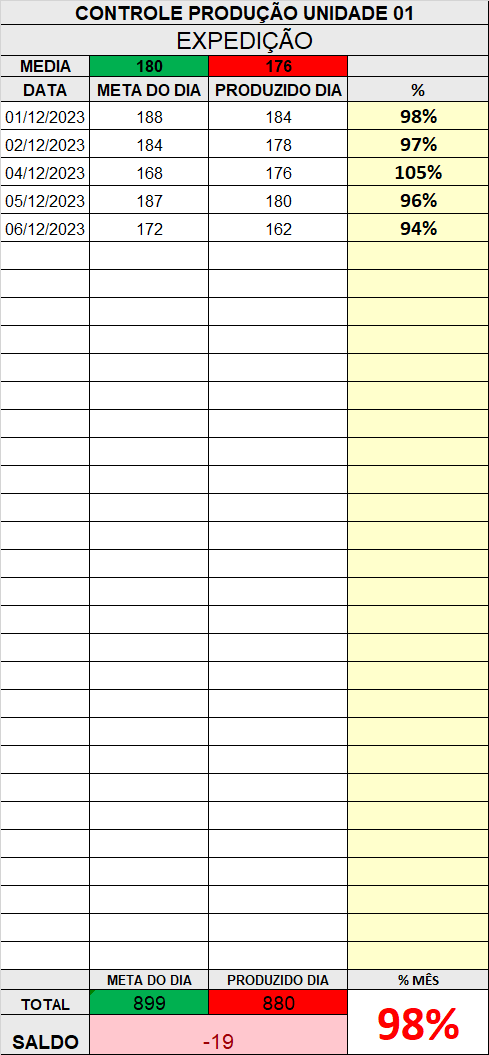 CONTROLE PRODUÇÃO UNIDADE 01
EXPEDIÇÃO
MEDIA 180 176
DATA META DO DIA PRODUZIDO DIA %
01/12/2023 188 184 98%
02/12/2023 184 178 97%
04/12/2023 168 176 105%
05/12/2023 187 180 96%
06/12/2023 172 162 94%
META DO DIA PRODUZIDO DIA % MÊS
TOTAL 899 880 98%
SALDO -19